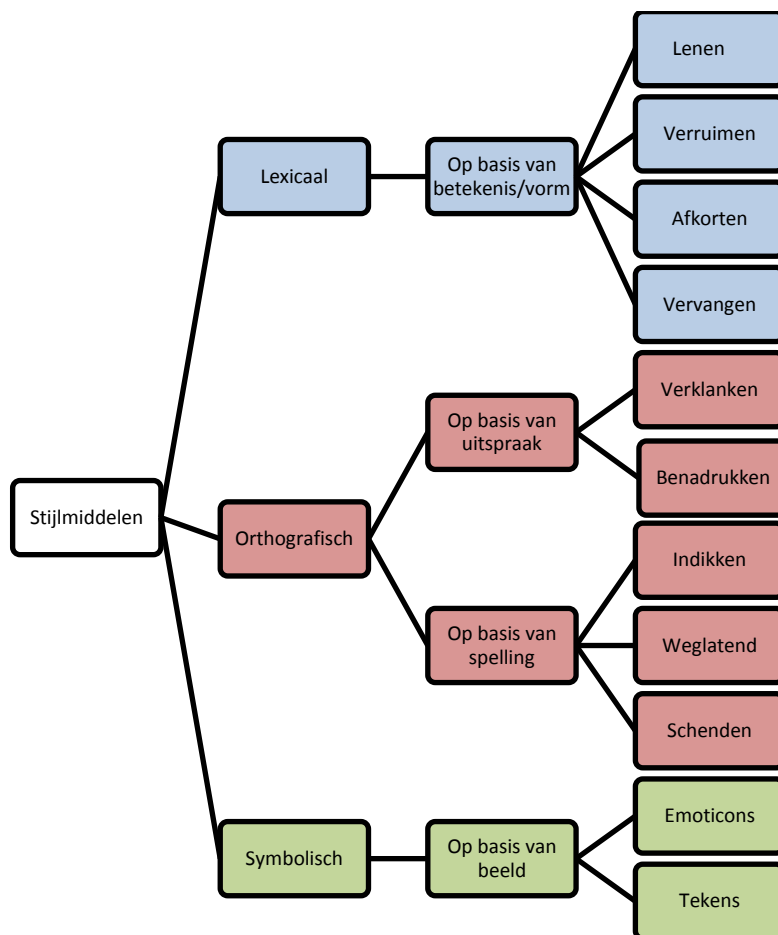 Stijlmiddelen
Lexicaal
Op basis van
betekenis/vorm
Lenen
Verruimen
Afkorten
Vervangen
Orthografisch
Op basis van
uitspraak
Verklanken
Benadrukken
Op basis van
spelling
Indikken
Weglatend
Schenden
Symbolisch
Op basis van
beeld
Emoticons
Tekens